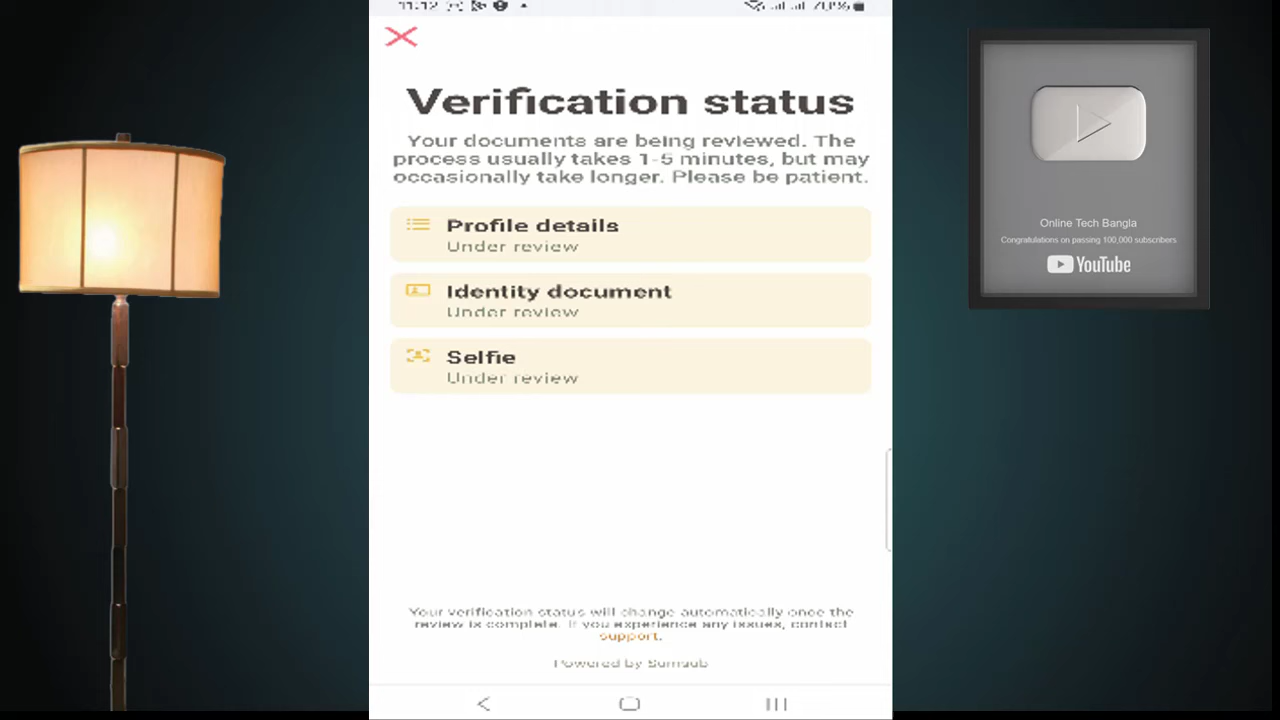 11:12
70%
Verification status
Your documents are being reviewed. The
process usually takes 1-5 minutes, but may
occasionally take longer. Please be patient.
Profile details
Under review
Identity document
Under review
Selfie
Under review
Your verification status will change automatically once the
review is complete. If you experience any issues, contact
support.
Powered by Sumsub
Online Tech Bangla
Congratulations on passing 100,000 subscribers
YouTube